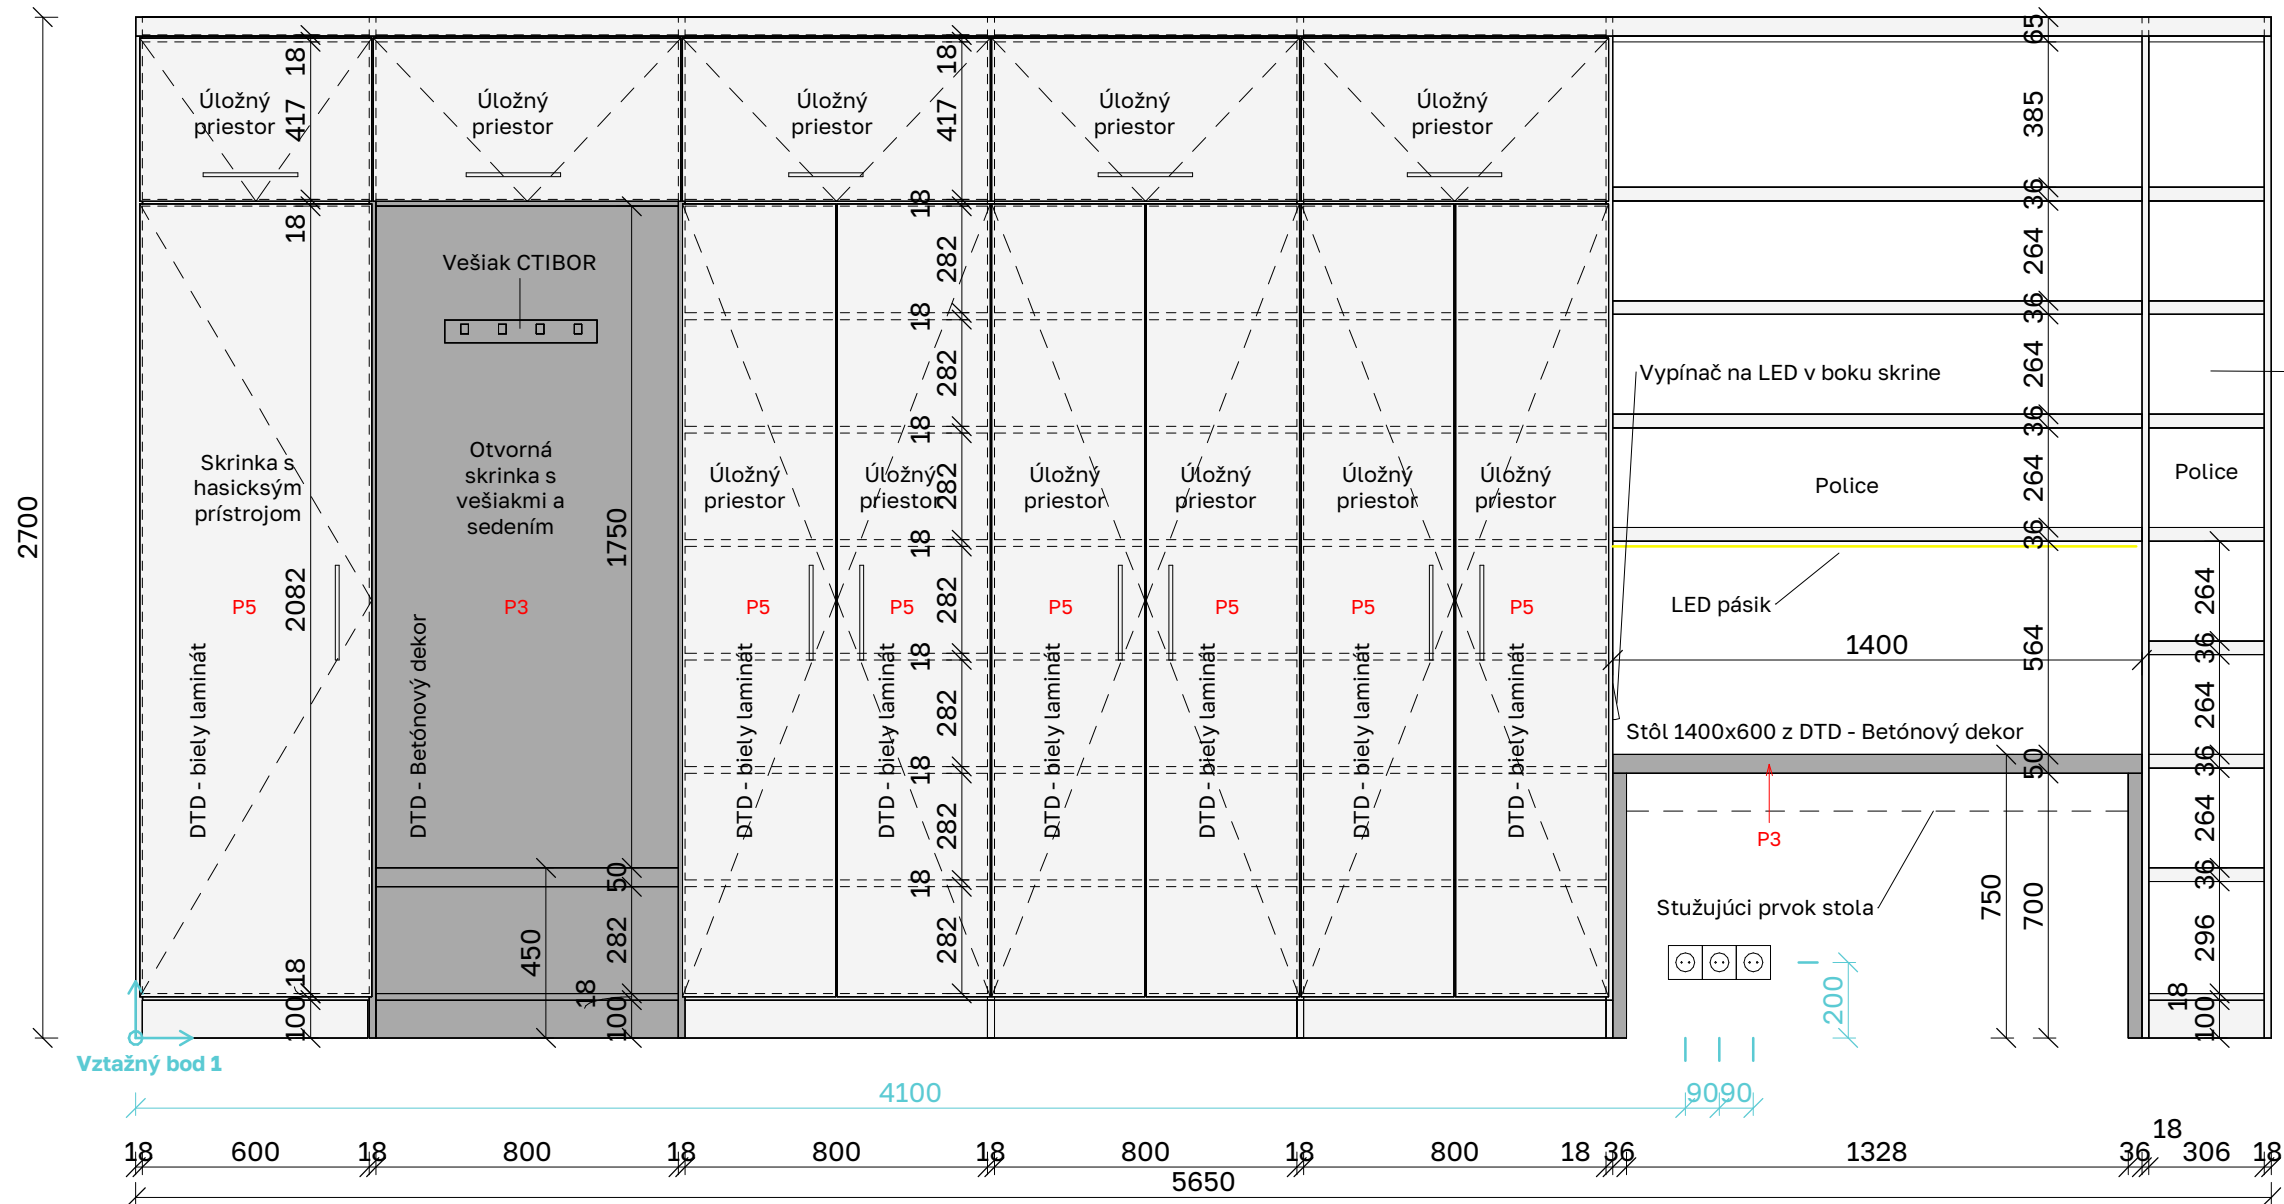 65
18
18
Úložný
priestor
Úložný
priestor
Úložný
priestor
Úložný
priestor
Úložný
priestor
417
417
385
18
18
36
Vešiak CTIBOR
282
264
18
36
282
264
Vypínač na LED v boku skrine
18
36
Skrinka s
hasicksým
prístrojom
Otvorná
skrinka s
vešiakmi a
sedením
Úložný
priestor
Úložný
priestor
Úložný
priestor
Úložný
priestor
Úložný
priestor
Úložný
priestor
282
264
Police
Police
2700
1750
18
36
P5
2082
P3
P5
P5
282
P5
P5
P5
P5
LED pásik
264
564
1400
18
36
DTD - biely laminát
DTD - Betónový dekor
DTD - biely laminát
DTD - biely laminát
DTD - biely laminát
DTD - biely laminát
DTD - biely laminát
DTD - biely laminát
282
264
Stôl 1400x600 z DTD - Betónový dekor
18
50
36
282
P3
264
50
18
36
Stužujúci prvok stola
750
700
450
282
282
296
18
18
18
200
100
100
100
Vztažný bod 1
4100
90
90
18
600
18
800
18
800
18
800
18
800
18
36
1328
36
18
306
18
5650